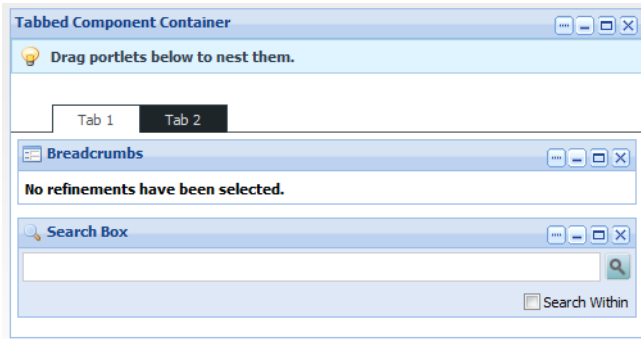 Tabbed Component Container
Drag portlets below to nest them.
Tab 1 Tab 2
Breadcrumbs
No refinements have been selected.
Search Box
Search Within